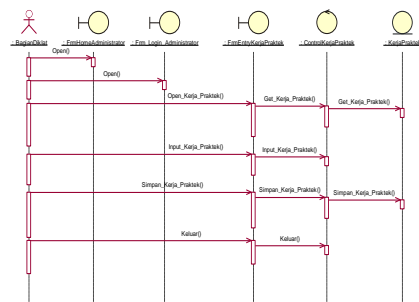 : BagianDiklat
: FrmHomeAdministrator
: Frm_Login_Administrator
: FrmEntryKerjaPraktek
: ControlKerjaPraktek
: KerjaPraktek
Open()
Open()
Open_Kerja_Praktek()
Get_Kerja_Praktek()
Get_Kerja_Praktek()
Input_Kerja_Praktek()
Input_Kerja_Praktek()
Simpan_Kerja_Praktek()
Simpan_Kerja_Praktek()
Simpan_Kerja_Praktek()
Keluar()
Keluar()